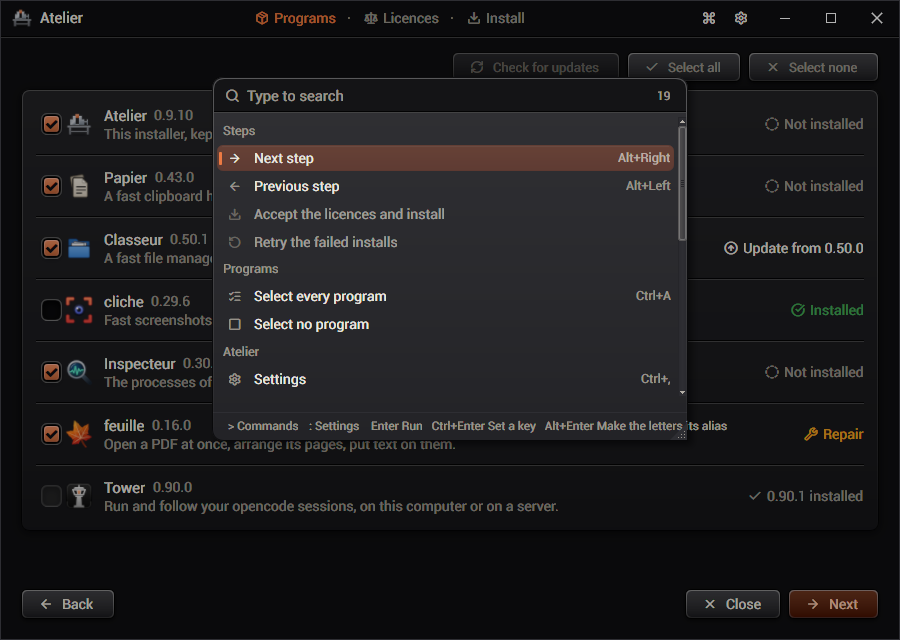 Atelier
Programs · Licences · Install
Check for updates
Select all
Select none
Type to search
19
Steps
Next step Alt+Right
Previous step Alt+Left
Accept the licences and install
Retry the failed installs
Programs
Select every program Ctrl+A
Select no program
Atelier
Settings Ctrl+,
> Commands : Settings Enter Run Ctrl+Enter Set a key Alt+Enter Make the letters its alias
Atelier 0.9.10
This installer, kep
Not installed
Papier 0.43.0
A fast clipboard h
Not installed
Classeur 0.50.1
A fast file manage
Update from 0.50.0
cliche 0.29.6
Fast screenshots
Installed
Inspecteur 0.30.
The processes of
Not installed
feuille 0.16.0
Open a PDF at once, arrange its pages, put text on them.
Repair
Tower 0.90.0
Run and follow your opencode sessions, on this computer or on a server.
0.90.1 installed
Back
Close
Next